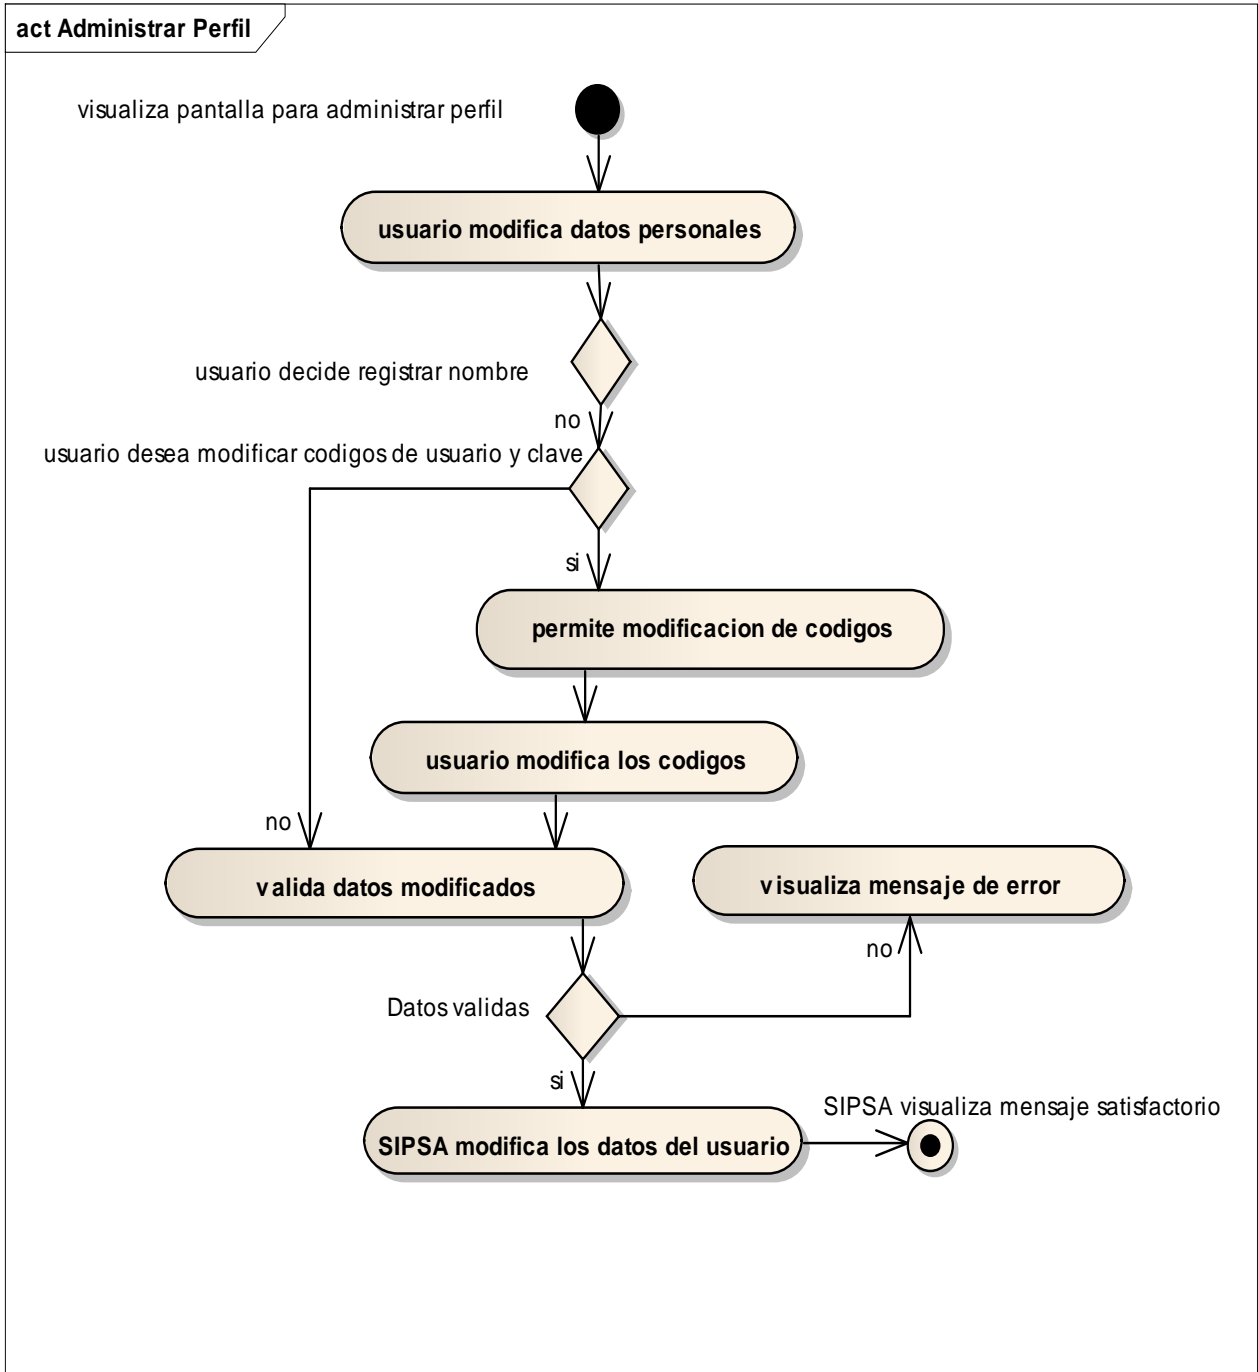 act Administrar Perfil
visualiza pantalla para administrar perfil
usuario modifica datos personales
usuario decide registrar nombre
no
usuario desea modificar codigos de usuario y clave
si
permite modificacion de codigos
usuario modifica los codigos
no
valida datos modificados
visualiza mensaje de error
no
Datos validas
si
SIPSA visualiza mensaje satisfactorio
SIPSA modifica los datos del usuario